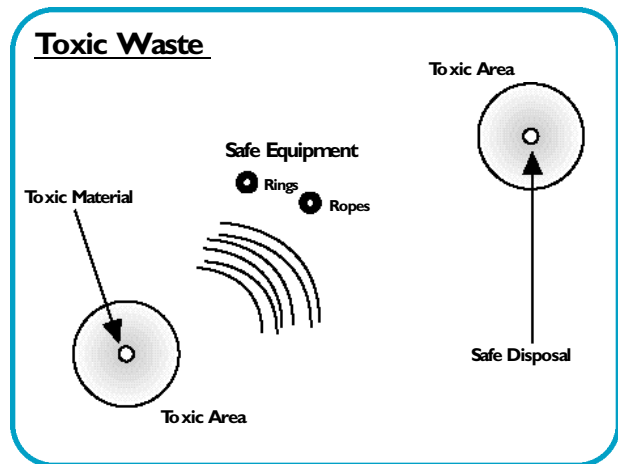 Toxic Waste
Toxic Area
Safe Equipment
Rings
Ropes
Toxic Material
Safe Disposal
Toxic Area